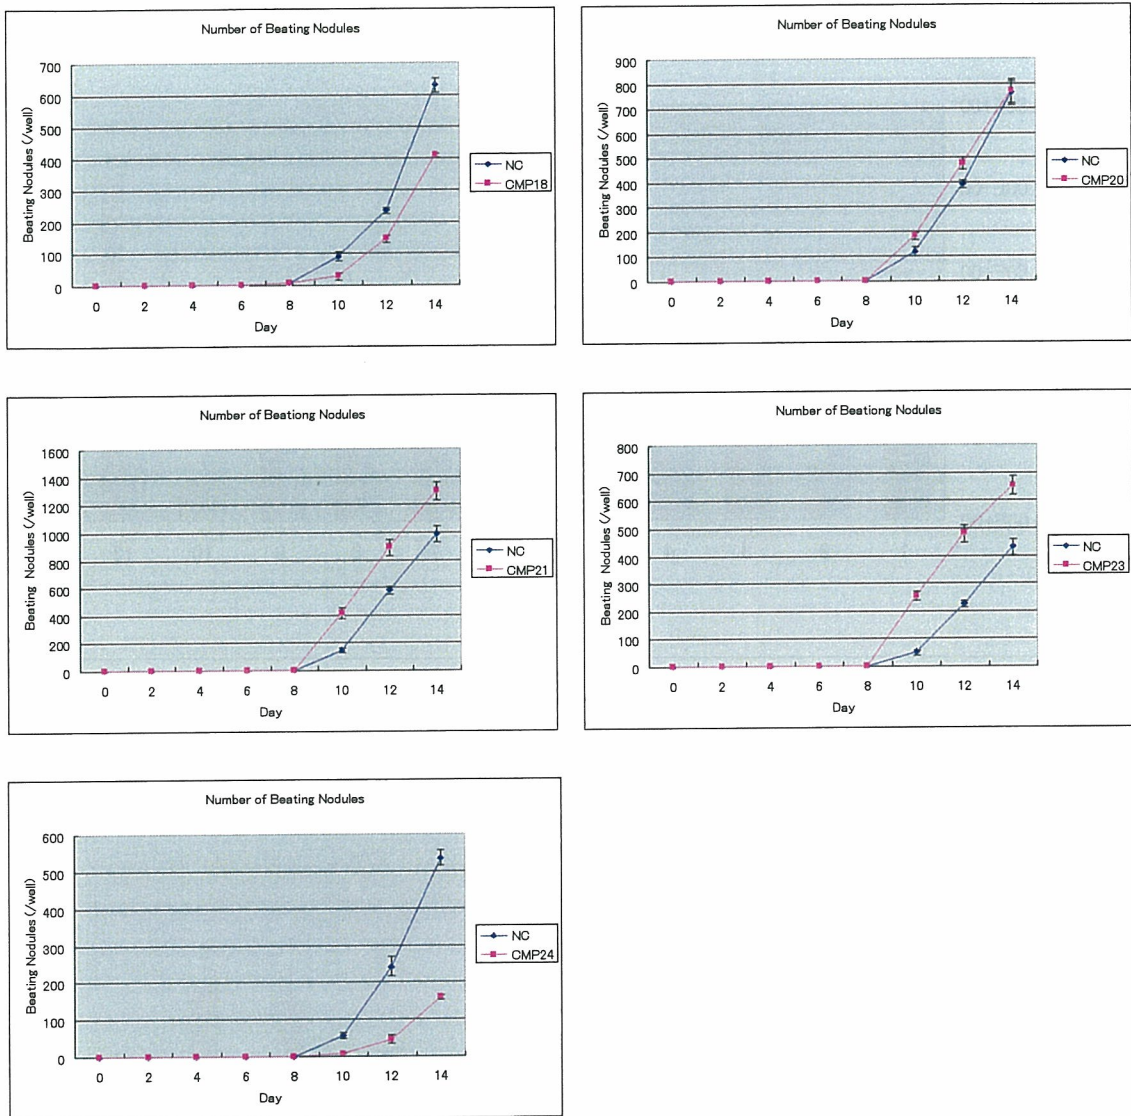 Number of Beating Nodules
Beating Nodules (/well)
700
600
500
400
300
200
100
0
0 2 4 6 8 10 12 14
Day
NC
CMP18
Number of Beating Nodules
Beating Nodules (/well)
900
800
700
600
500
400
300
200
100
0
0 2 4 6 8 10 12 14
Day
NC
CMP20
Number of Beationg Nodules
Beating Nodules (/well)
1600
1400
1200
1000
800
600
400
200
0
0 2 4 6 8 10 12 14
Day
NC
CMP21
Number of Beationg Nodules
Beating Nodules (/well)
800
700
600
500
400
300
200
100
0
0 2 4 6 8 10 12 14
Day
NC
CMP23
Number of Beating Nodules
Beating Nodules (/well)
600
500
400
300
200
100
0
0 2 4 6 8 10 12 14
Day
NC
CMP24